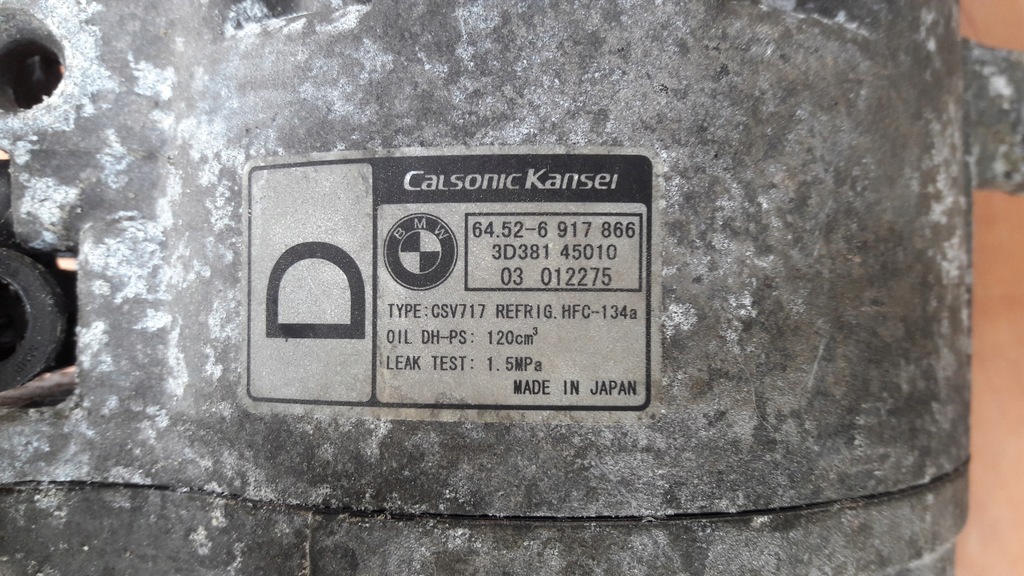 Calsonic Kansei
D
BMW
64.52-6 917 866
3D381 45010
03 012275
TYPE:CSV717 REFRIG.HFC-134a
OIL DH-PS: 120cm³
LEAK TEST: 1.5MPa
MADE IN JAPAN